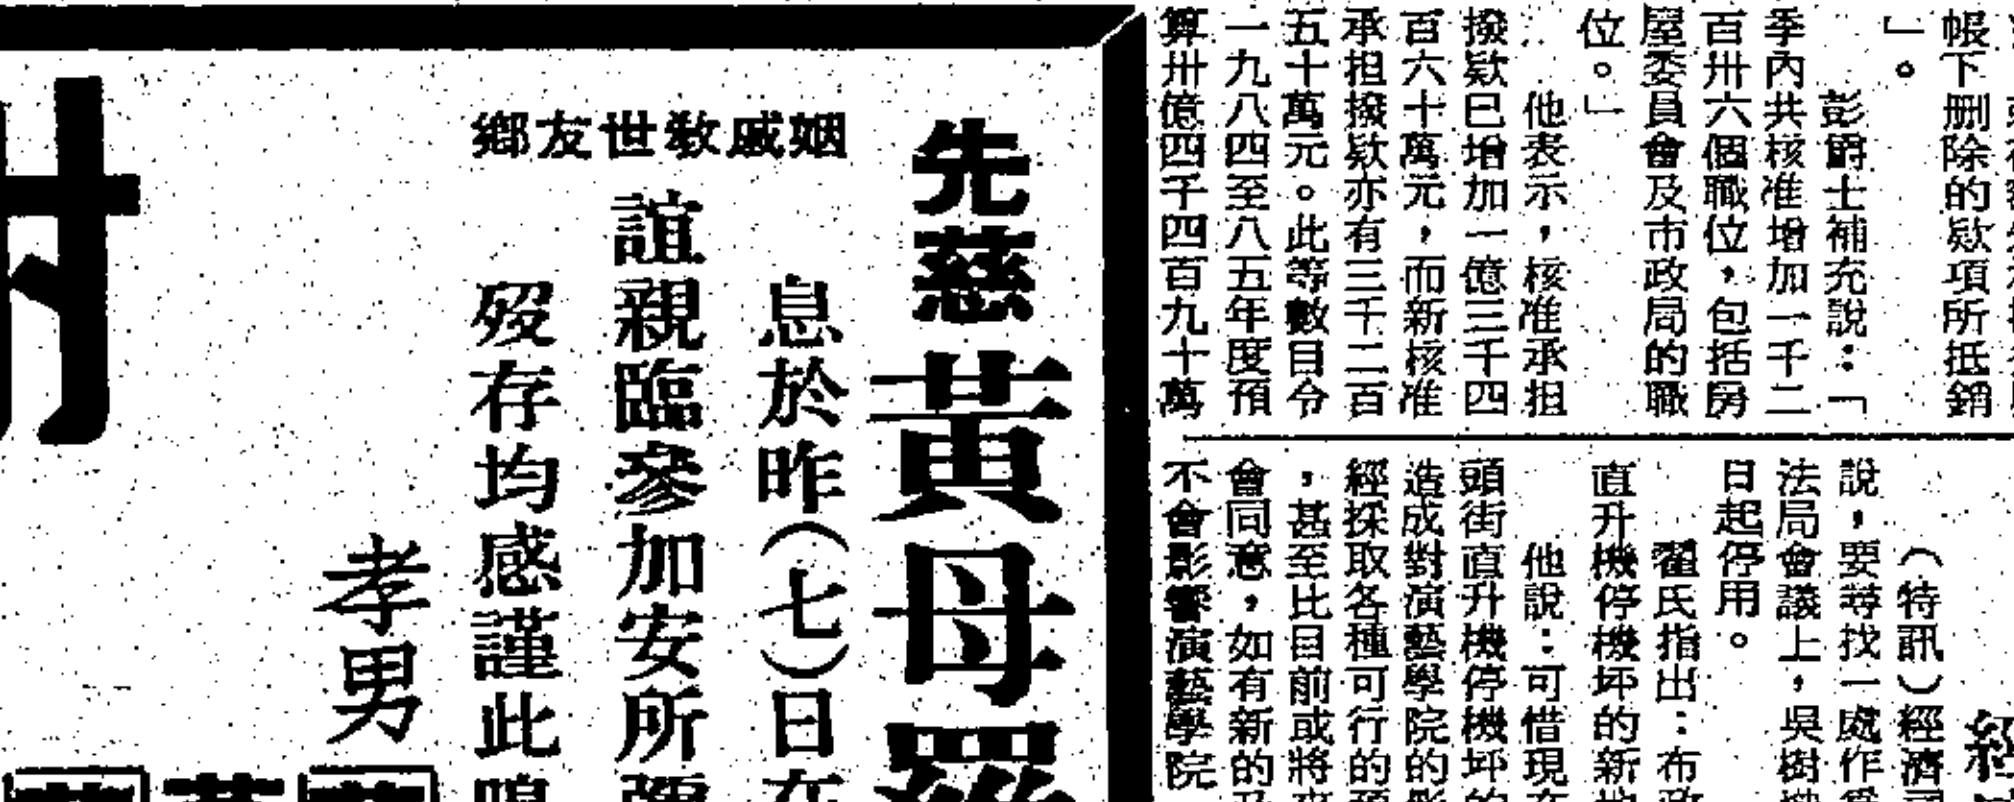 帳下删除的欵項所抵銷
」。
彭爵士補充說：「
季內共核准增加一千二
百卅六個職位，包括房
屋委員會及市政局的職
位。」
他表示，核准承担
撥欵已增加一億三千四
百六十萬元，而新核准
承担撥欵亦有三千二百
五十萬元。此等數目令
一九八四至八五年度預
算卅億四千四百九十萬
（特訊）經濟司
說，要尋找一處作
法局會議上，吳樹
日起停用。
翟氏指出：布政
直升機停機坪的新
他說：可惜現在
頭街直升機停機坪的
造成對演藝學院的影
經採取各種可行的
，甚至比目前或將來
會同意，如有新的
不會影響演藝學院
先慈黃母羅
息於昨（七）日在
姻戚教世友鄉
誼親臨參加安所
歿存均感謹此鳴
孝男